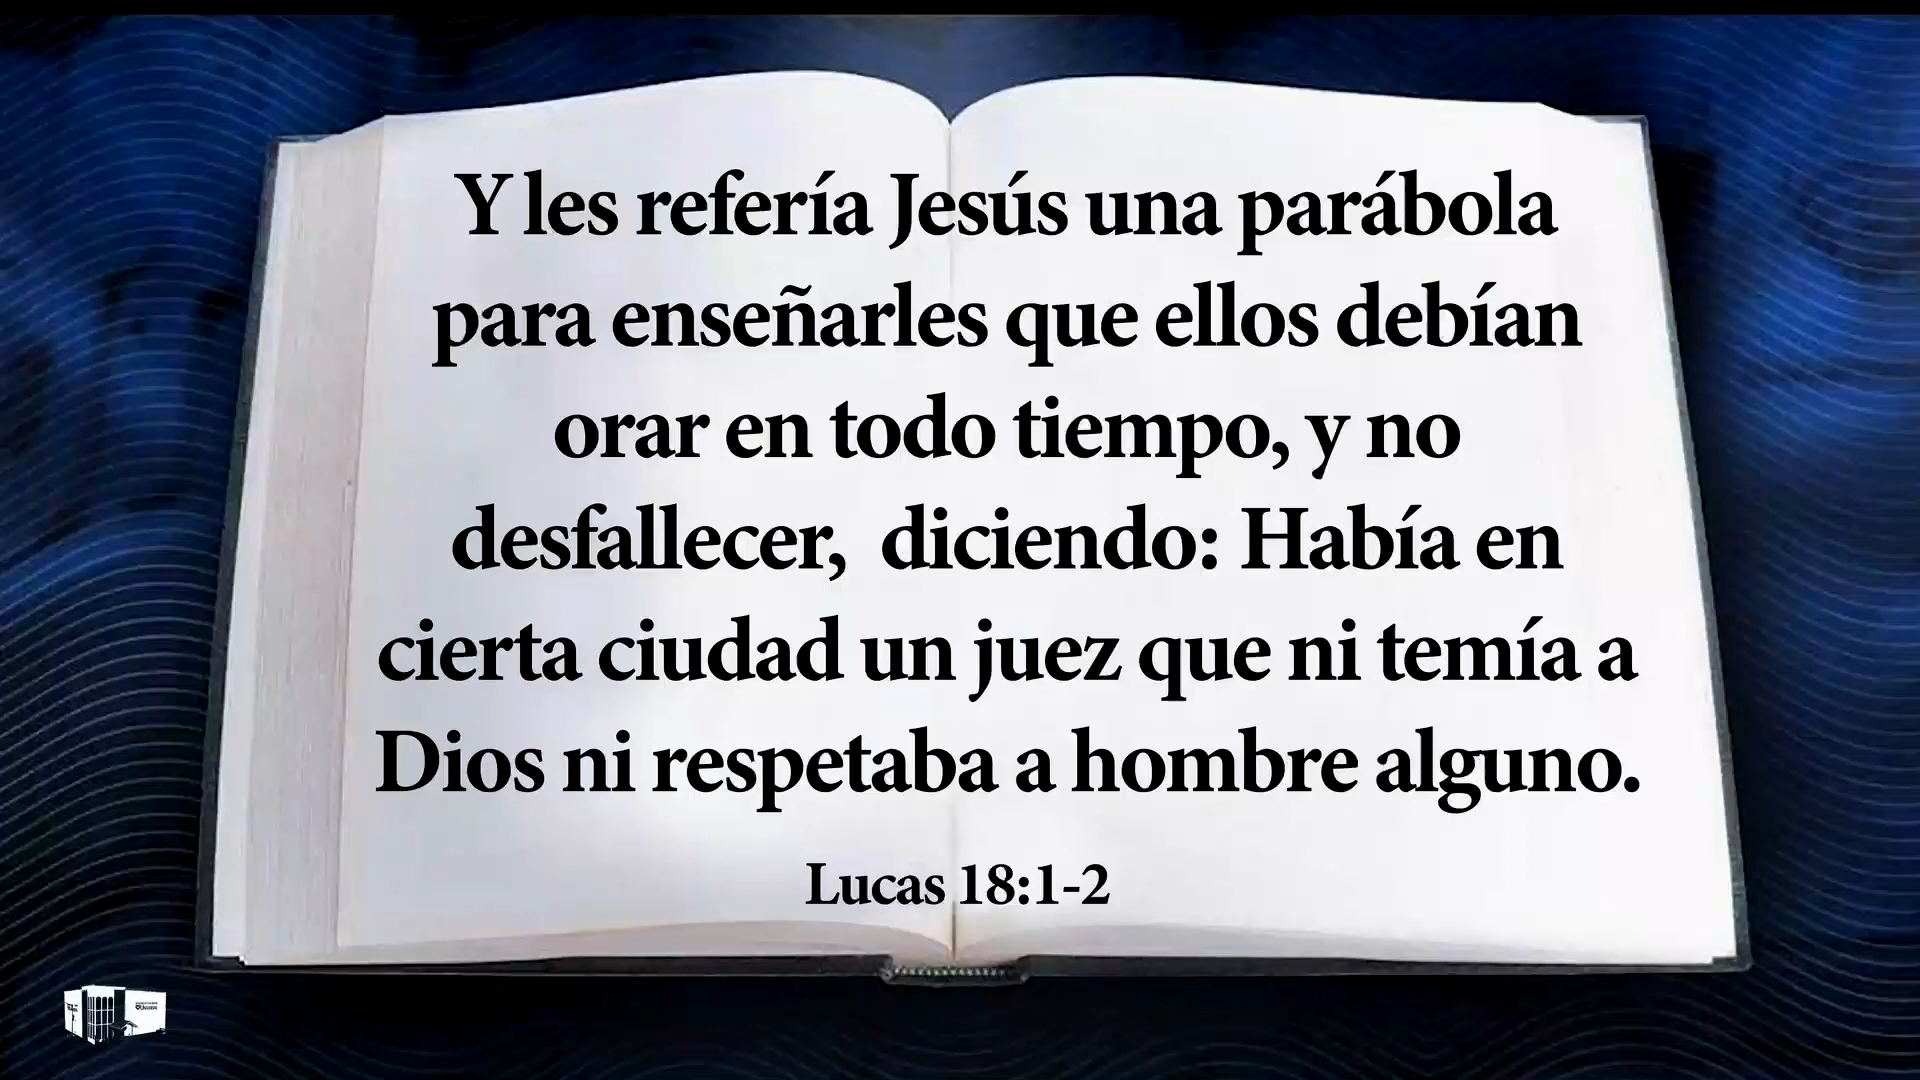 Y les refería Jesús una parábola
para enseñarles que ellos debían
orar en todo tiempo, y no
desfallecer,  diciendo: Había en
cierta ciudad un juez que ni temía a
Dios ni respetaba a hombre alguno.
Lucas 18:1-2